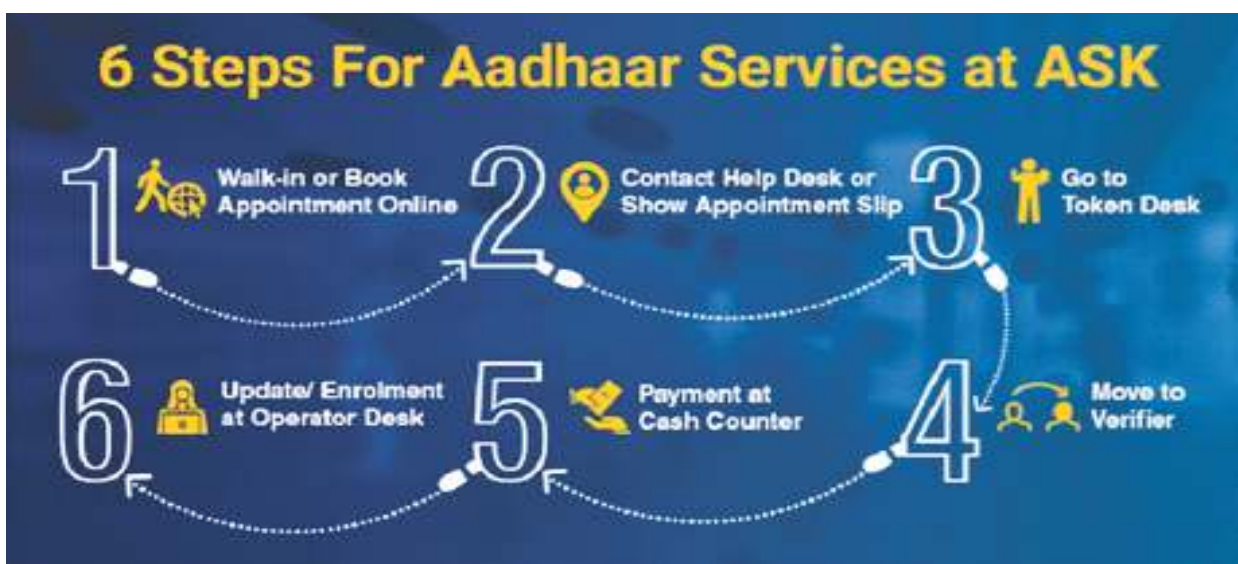 6 Steps For Aadhaar Services at ASK
1
Walk-in or Book
Appointment Online
2
Contact Help Desk or
Show Appointment Slip
3
Go to
Token Desk
4
Move to
Verifier
5
Payment at
Cash Counter
6
Update/ Enrolment
at Operator Desk